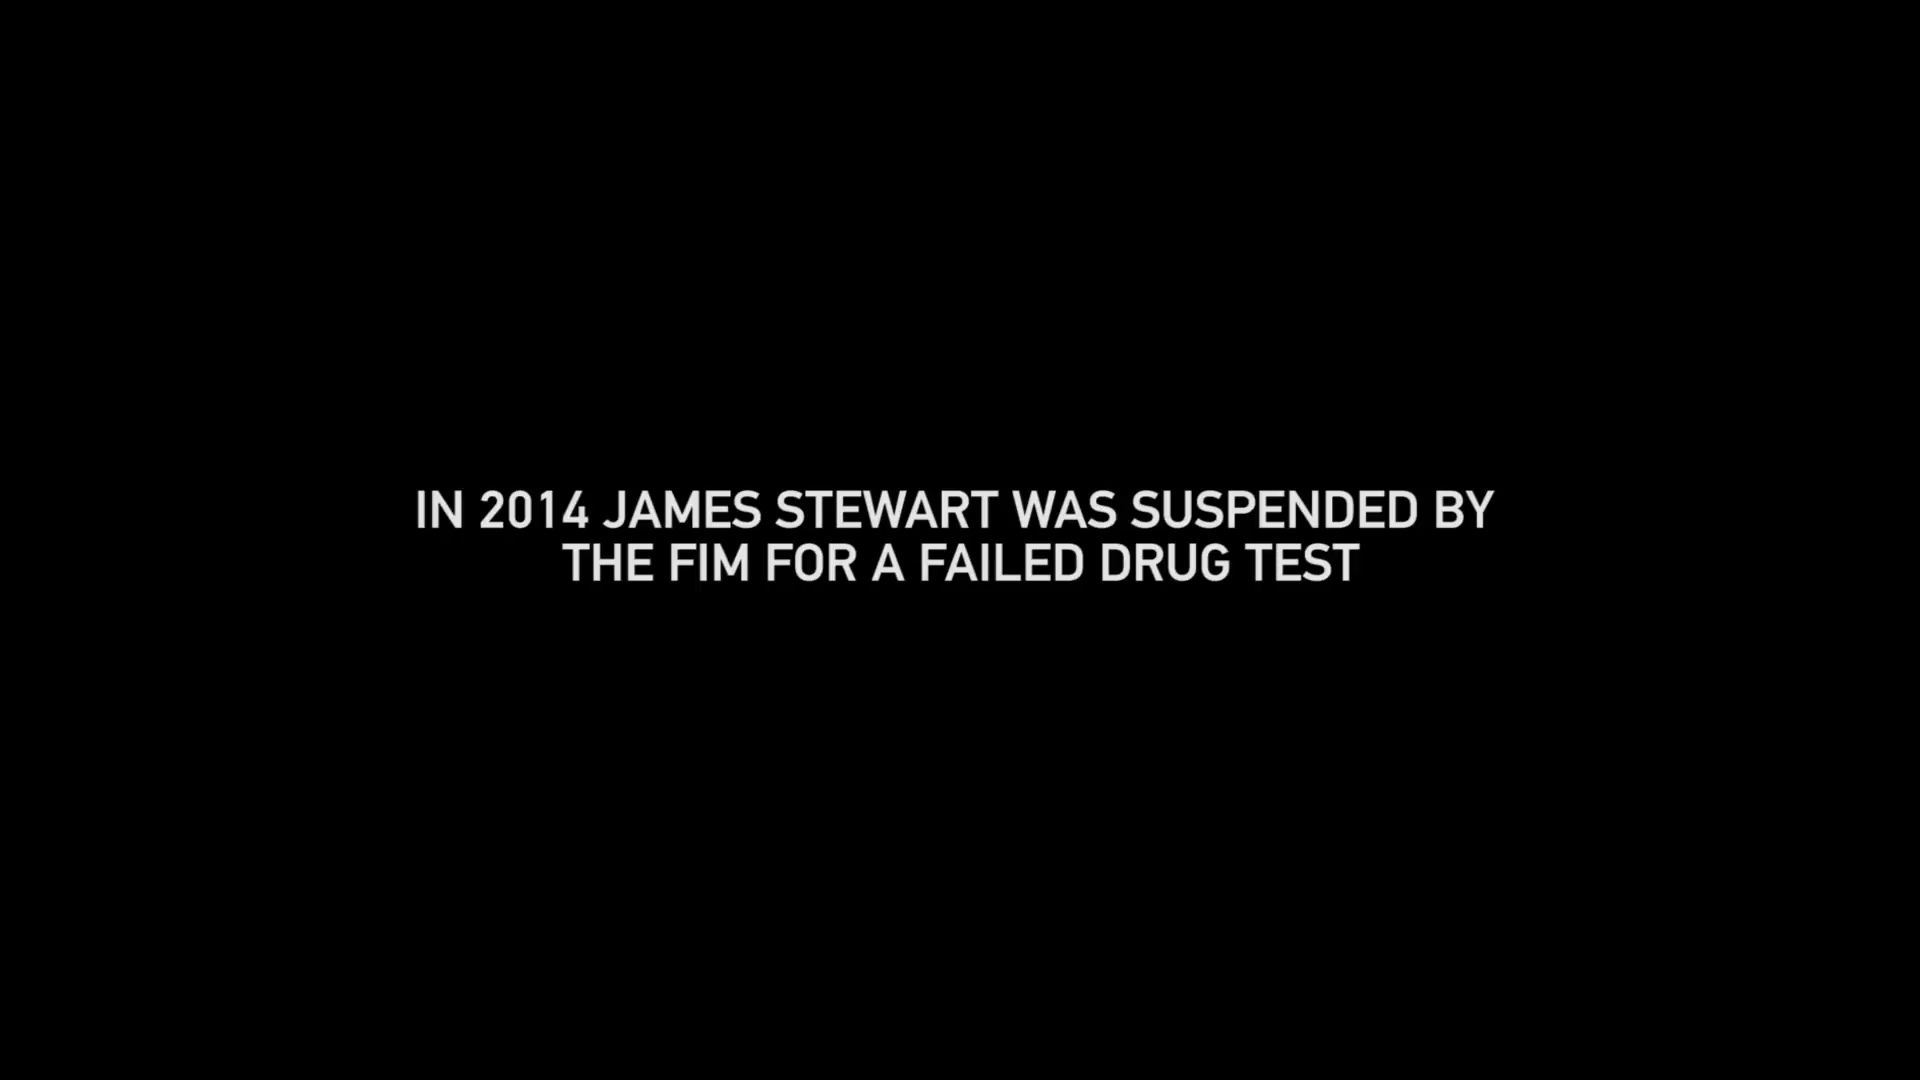 IN 2014 JAMES STEWART WAS SUSPENDED BY
THE FIM FOR A FAILED DRUG TEST